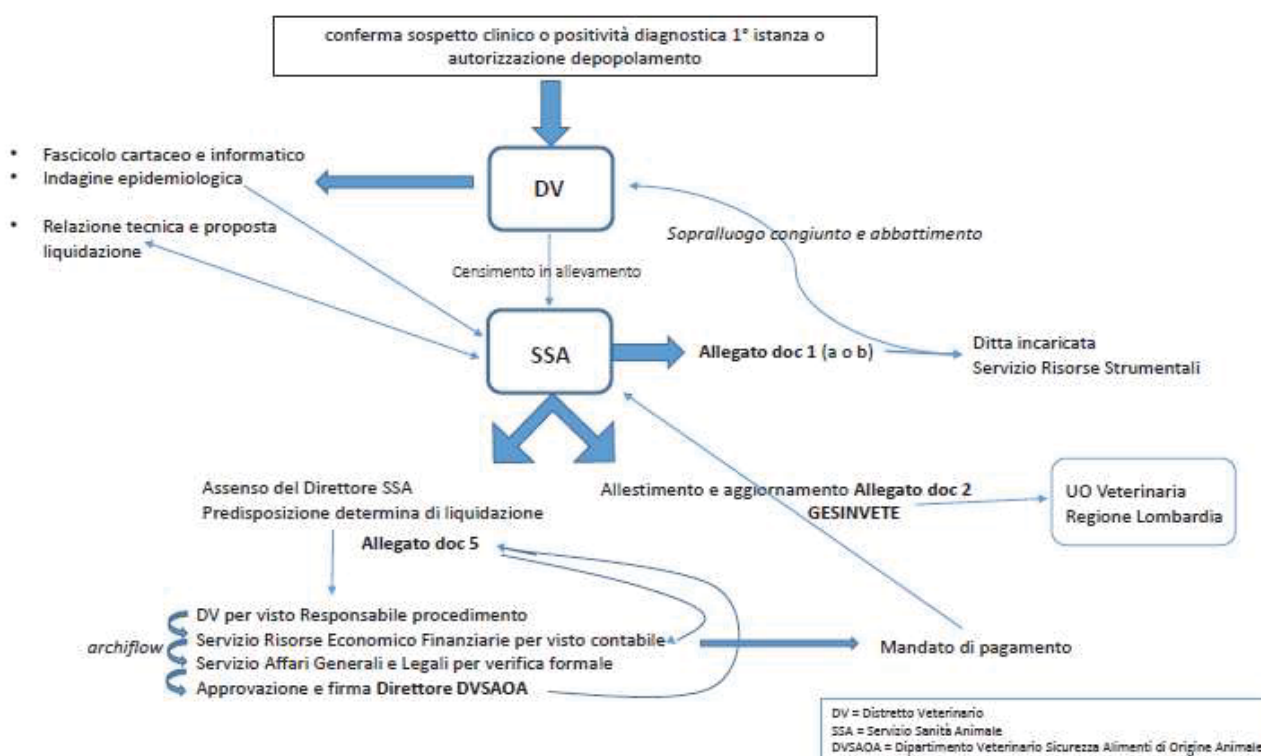 conferma sospetto clinico o positività diagnostica 1° istanza o
autorizzazione depopolamento
• Fascicolo cartaceo e informatico
• Indagine epidemiologica
• Relazione tecnica e proposta
liquidazione
DV
Sopralluogo congiunto e abbattimento
Censimento in allevamento
SSA
Allegato doc 1 (a o b)
Ditta incaricata
Servizio Risorse Strumentali
Assenso del Direttore SSA
Predisposizione determina di liquidazione
Allegato doc 5
Allestimento e aggiornamento Allegato doc 2
GESINVETE
UO Veterinaria
Regione Lombardia
archiflow
DV per visto Responsabile procedimento
Servizio Risorse Economico Finanziarie per visto contabile
Servizio Affari Generali e Legali per verifica formale
Approvazione e firma Direttore DVSAOA
Mandato di pagamento
DV = Distretto Veterinario
SSA = Servizio Sanità Animale
DVSAOA = Dipartimento Veterinario Sicurezza Alimenti di Origine Animale